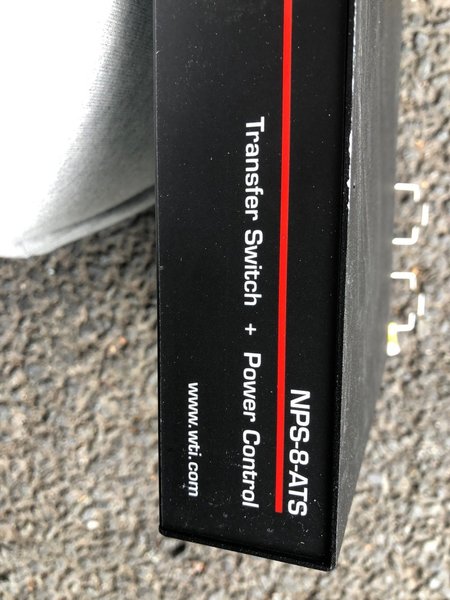 NPS-8-ATS
Transfer Switch + Power Control
www.wti.com